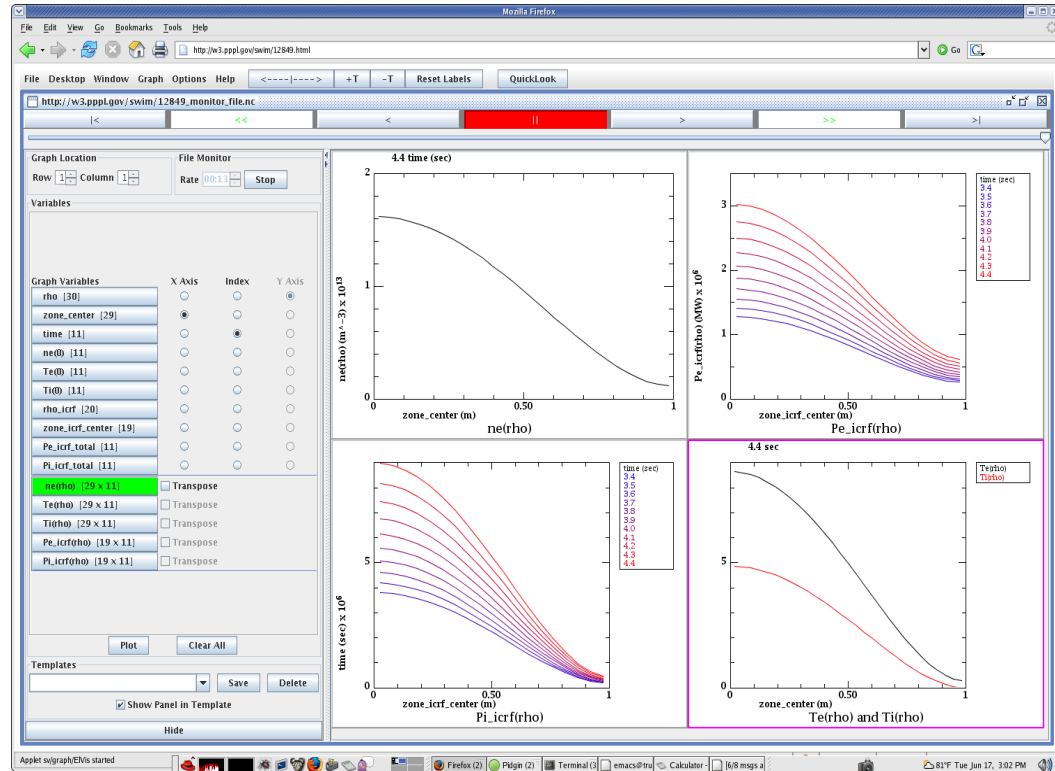 Mozilla Firefox
File Edit View Go Bookmarks Tools Help
http://w3.pppl.gov/swim/12849.html
Go
File Desktop Window Graph Options Help <----|----> +T -T Reset Labels QuickLook
http://w3.pppl.gov/swim/12849_monitor_file.nc
|< << < || > >> >|
Graph Location
Row 1 Column 1
File Monitor
Rate 00:13 Stop
Variables
Graph Variables X Axis Index Y Axis
rho [30]
zone_center [29]
time [11]
ne(0) [11]
Te(0) [11]
Ti(0) [11]
rho_icrf [20]
zone_icrf_center [19]
Pe_icrf_total [11]
Pi_icrf_total [11]
ne(rho) [29 x 11] Transpose
Te(rho) [29 x 11] Transpose
Ti(rho) [29 x 11] Transpose
Pe_icrf(rho) [19 x 11] Transpose
Pi_icrf(rho) [19 x 11] Transpose
Plot Clear All
Templates
Save Delete
Show Panel in Template
Hide
4.4 time (sec)
2
1
0
ne(rho) (m^-3) x 10^13
0 0.50 1
zone_center (m)
ne(rho)
3
2
1
0
Pe_icrf(rho) (MW) x 10^6
0 0.50 1
zone_icrf_center (m)
Pe_icrf(rho)
time (sec)
3.4
3.5
3.6
3.7
3.8
3.9
4.0
4.1
4.2
4.3
4.4
5
0
time (sec) x 10^6
0 0.50 1
zone_icrf_center (m)
Pi_icrf(rho)
time (sec)
3.4
3.5
3.6
3.7
3.8
3.9
4.0
4.1
4.2
4.3
4.4
4.4 sec
5
0
0 0.50 1
zone_center (m)
Te(rho) and Ti(rho)
Te(rho)
Ti(rho)
Applet sv/graph/ElVis started
Firefox (2) Pidgin (2) Terminal (3 emacs@tru Calculator - [6/8 msgs a
81°F Tue Jun 17, 3:02 PM